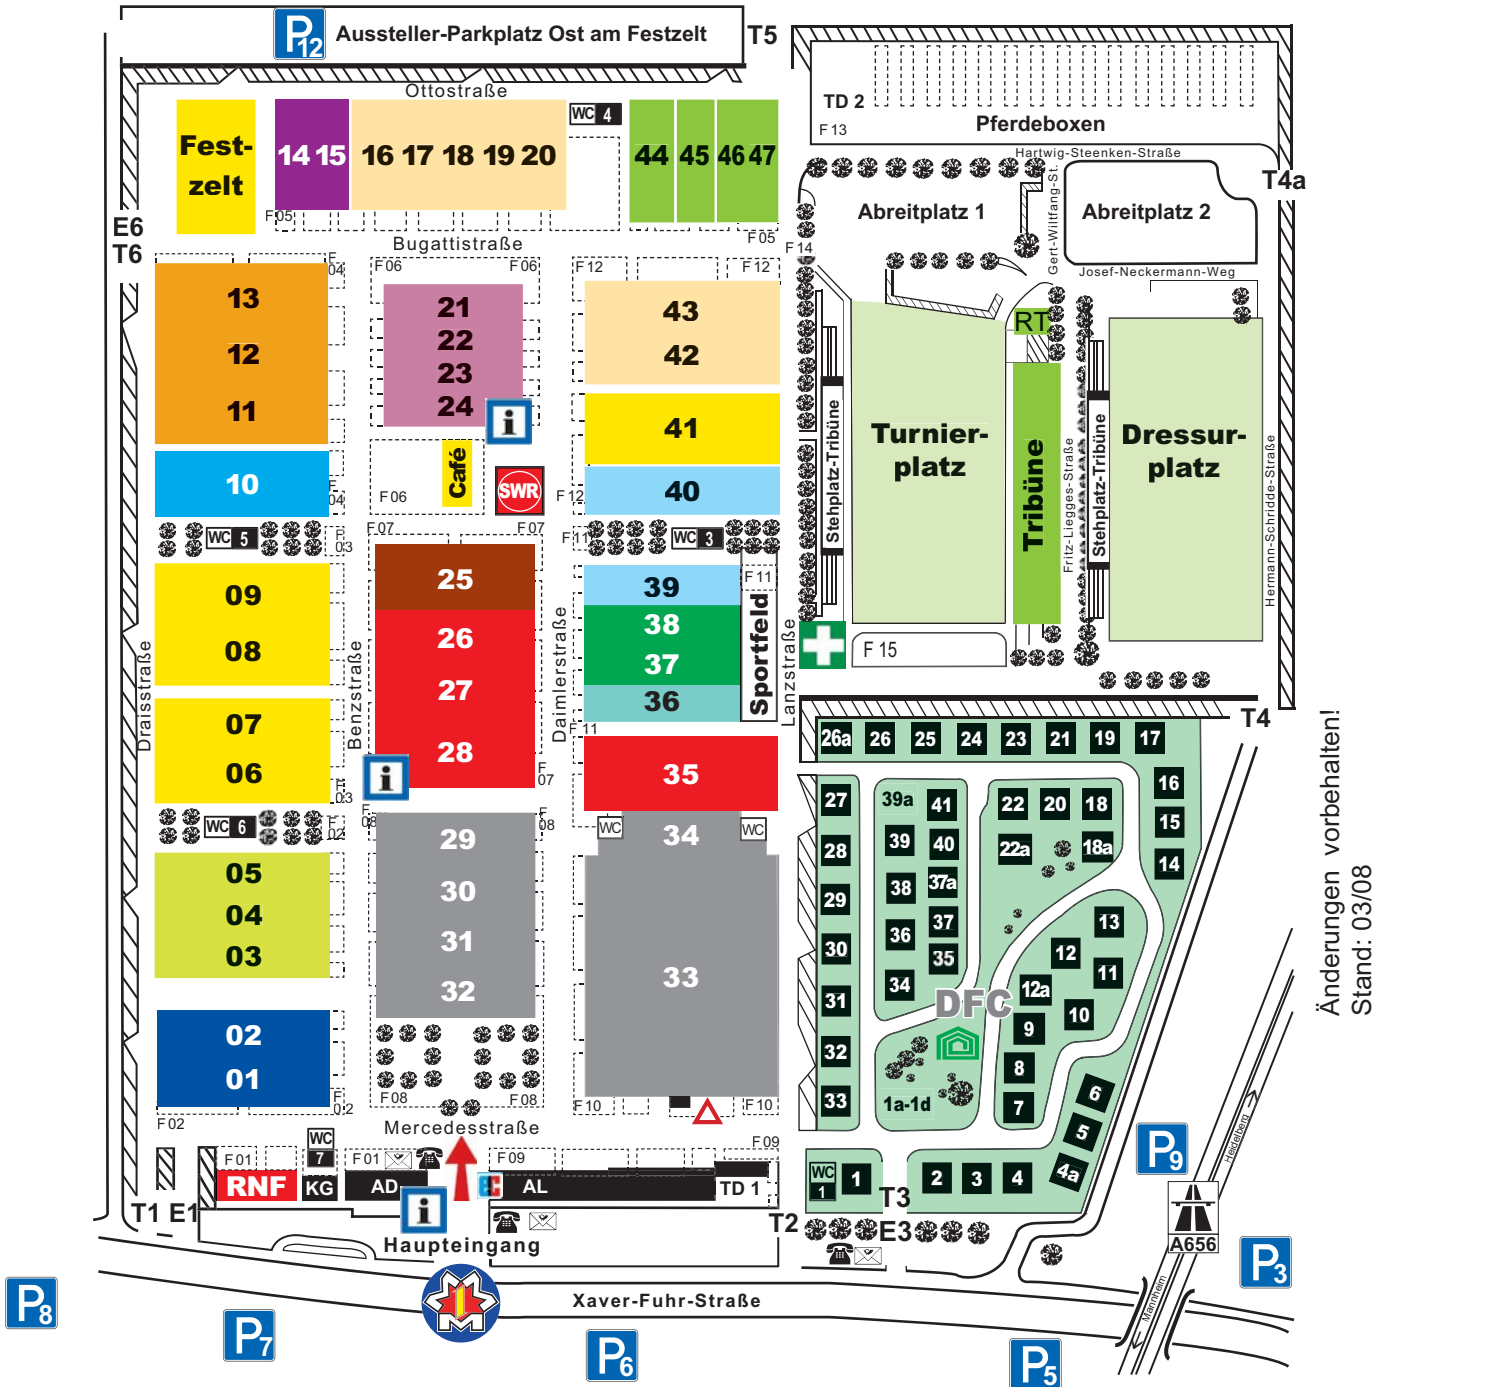 P12 Aussteller-Parkplatz Ost am Festzelt T5
Ottostraße
Fest-
zelt
14 15 16 17 18 19 20
WC 4
44 45 46 47
TD 2
F 13
Pferdeboxen
Hartwig-Steenken-Straße
T4a
Abreitplatz 1
Gert-Wiltfang-St.
Abreitplatz 2
Josef-Neckermann-Weg
E6
T6
F 05
F 05
Bugattistraße
F 14
F 04
F 06
F 06
F 12
F 12
13
12
11
21
22
23
24
i
43
42
41
10
F 04
Café
F 06
SWR
F 12
40
RT
Stehplatz-Tribüne
Turnier-
platz
Tribüne
Fritz-Liegges-Straße
Stehplatz-Tribüne
Dressur-
platz
Hermann-Schridde-Straße
WC 5
F 03
F 07
F 07
F 11
WC 3
09
08
25
26
27
28
39
38
37
36
F 11
Sportfeld
F 15
Draisstraße
Benzstraße
Daimlerstraße
Lanzstraße
F 11
07
06
F 03
i
F 07
35
T4
WC 6
F 02
F 08
F 08
WC
34
WC
33
05
04
03
29
30
31
32
02
01
F 02
F 02
F 08
F 08
F 10
F 10
Mercedesstraße
26a 26 25 24 23 21 19 17
16
15
14
27
28
29
30
31
32
33
39a 41
39 40
38 37a
36 37
35
34
22 20 18
22a 18a
13
12
11
12a
10
9
8
7
DFC
1a-1d
6
5
4a
WC 1
1
2 3 4
T3
E3
T2
F 01
WC 7
F 01
F 09
F 09
RNF
KG
AD
EC
AL
TD 1
T1 E1
i
Haupteingang
Xaver-Fuhr-Straße
P8
P7
P6
P5
P9
P3
A656
Heidelberg
Mannheim
Änderungen vorbehalten!
Stand: 03/08